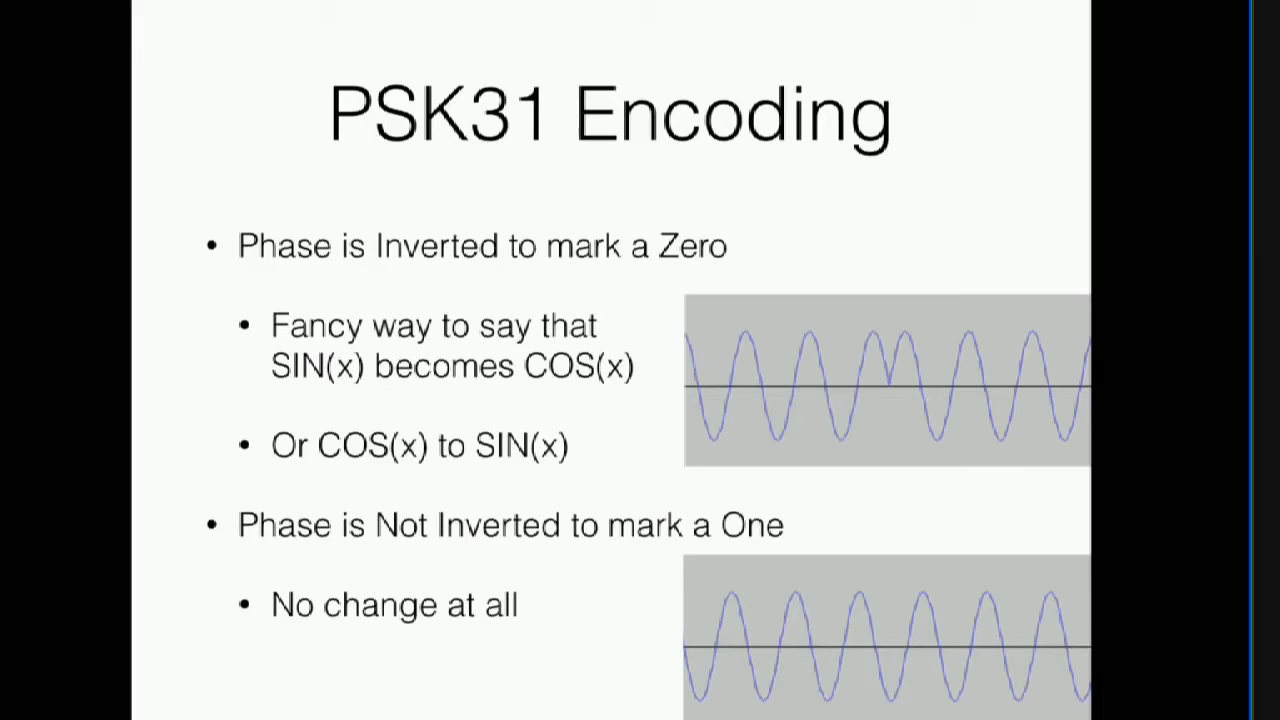 PSK31 Encoding
• Phase is Inverted to mark a Zero
• Fancy way to say that
SIN(x) becomes COS(x)
• Or COS(x) to SIN(x)
• Phase is Not Inverted to mark a One
• No change at all